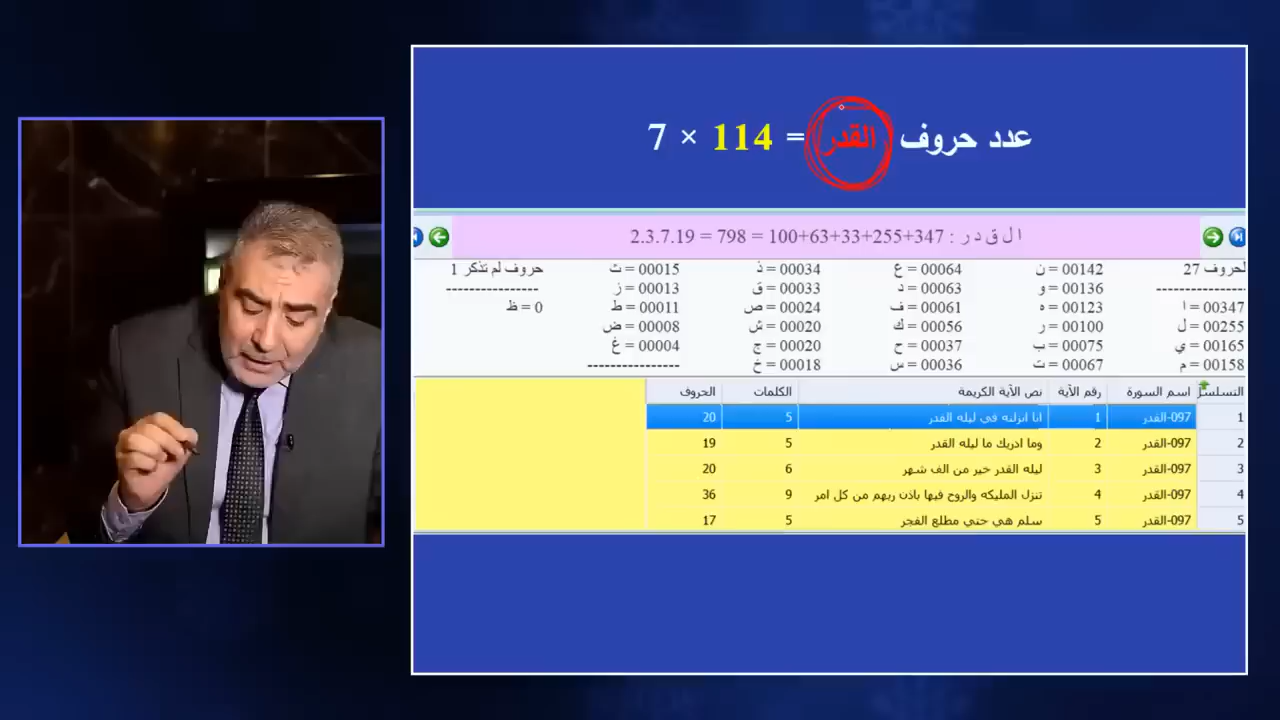 عدد حروف القدر = 114 × 7
ا ل ق د ر : 347+255+33+63+100 = 798 = 2.3.7.19
لحروف 27
---------------
ا = 00347
ل = 00255
ي = 00165
م = 00158
ن = 00142
و = 00136
ه = 00123
ر = 00100
ب = 00075
ت = 00067
ع = 00064
د = 00063
ف = 00061
ك = 00056
ح = 00037
س = 00036
ذ = 00034
ق = 00033
ص = 00024
ش = 00020
ج = 00020
خ = 00018
ث = 00015
ز = 00013
ط = 00011
ض = 00008
غ = 00004
---------------
حروف لم تذكر 1
---------------
ظ = 0
التسلسل اسم السورة رقم الآية نص الآية الكريمة الكلمات الحروف
1 097-القدر 1 انا انزلنه في ليله القدر 5 20
2 097-القدر 2 وما ادريك ما ليله القدر 5 19
3 097-القدر 3 ليله القدر خير من الف شهر 6 20
4 097-القدر 4 تنزل المليكه والروح فيها باذن ربهم من كل امر 9 36
5 097-القدر 5 سلم هي حتي مطلع الفجر 5 17